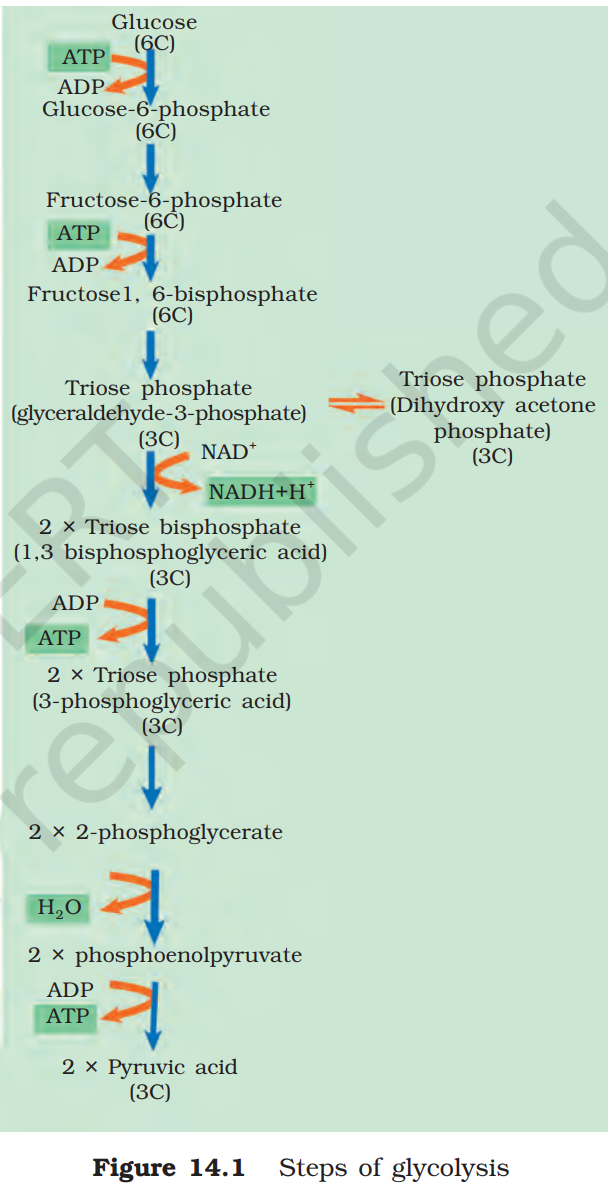 Glucose
(6C)
ATP
ADP
Glucose-6-phosphate
(6C)
Fructose-6-phosphate
(6C)
ATP
ADP
Fructose1, 6-bisphosphate
(6C)
Triose phosphate
(glyceraldehyde-3-phosphate)
(3C)
Triose phosphate
(Dihydroxy acetone
phosphate)
(3C)
NAD⁺
NADH+H⁺
2 × Triose bisphosphate
(1,3 bisphosphoglyceric acid)
(3C)
ADP
ATP
2 × Triose phosphate
(3-phosphoglyceric acid)
(3C)
2 × 2-phosphoglycerate
H₂O
2 × phosphoenolpyruvate
ADP
ATP
2 × Pyruvic acid
(3C)
Figure 14.1 Steps of glycolysis
republished